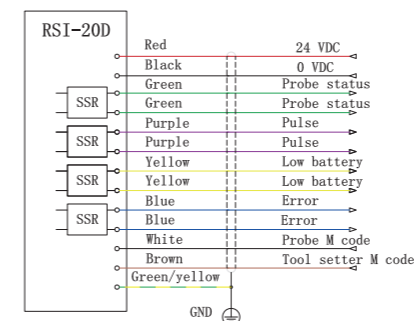 RSI-20D
Red 24 VDC
Black 0 VDC
Green Probe status
SSR
Green Probe status
Purple Pulse
SSR
Purple Pulse
Yellow Low battery
SSR
Yellow Low battery
Blue Error
SSR
Blue Error
White Probe M code
Brown Tool setter M code
Green/yellow
GND